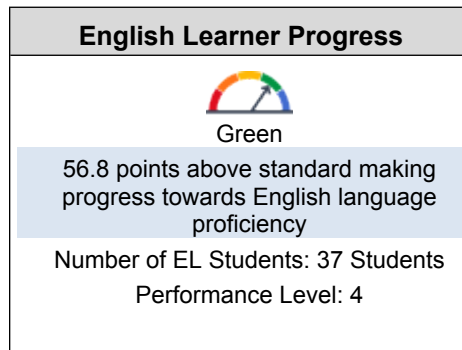 English Learner Progress
Green
56.8 points above standard making
progress towards English language
proficiency
Number of EL Students: 37 Students
Performance Level: 4